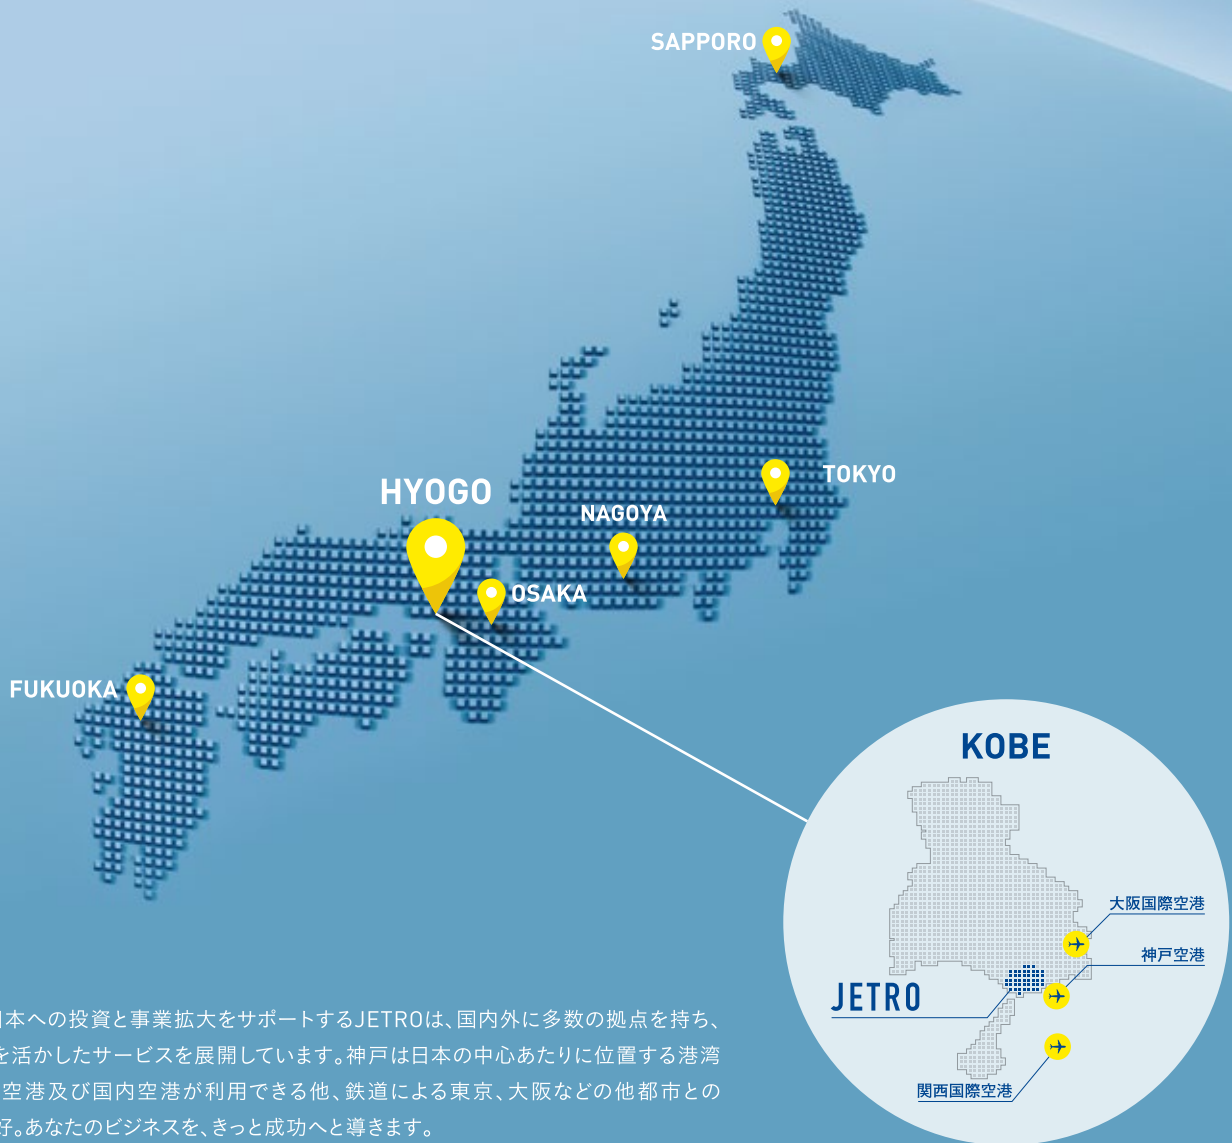 SAPPORO
HYOGO
TOKYO
NAGOYA
OSAKA
FUKUOKA
KOBE
大阪国際空港
神戸空港
JETRO
関西国際空港
本への投資と事業拡大をサポートするJETROは、国内外に多数の拠点を持ち、
を活かしたサービスを展開しています。神戸は日本の中心あたりに位置する港湾
空港及び国内空港が利用できる他、鉄道による東京、大阪などの他都市との
好。あなたのビジネスを、きっと成功へと導きます。